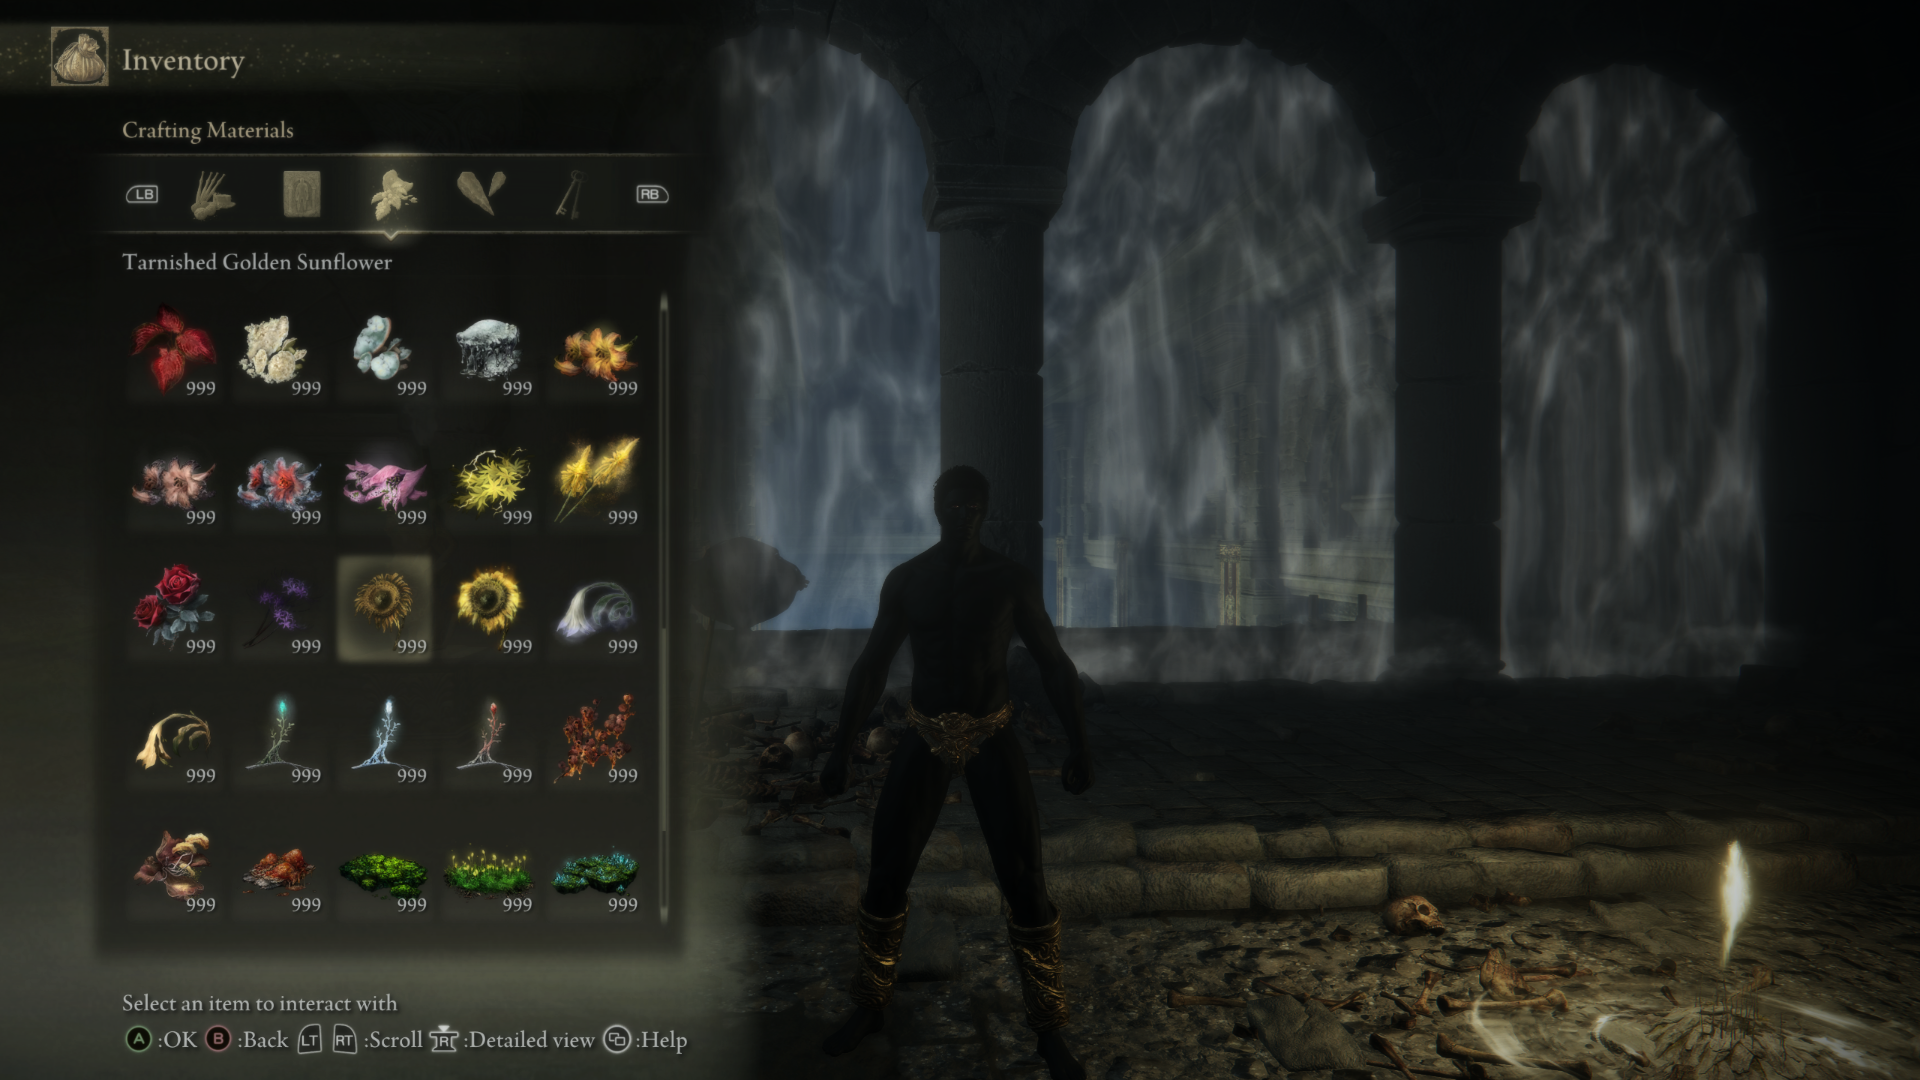 Inventory
Crafting Materials
LB RB
Tarnished Golden Sunflower
999 999 999 999 999
999 999 999 999 999
999 999 999 999 999
999 999 999 999 999
999 999 999 999 999
Select an item to interact with
A :OK B :Back LT RT :Scroll R :Detailed view :Help